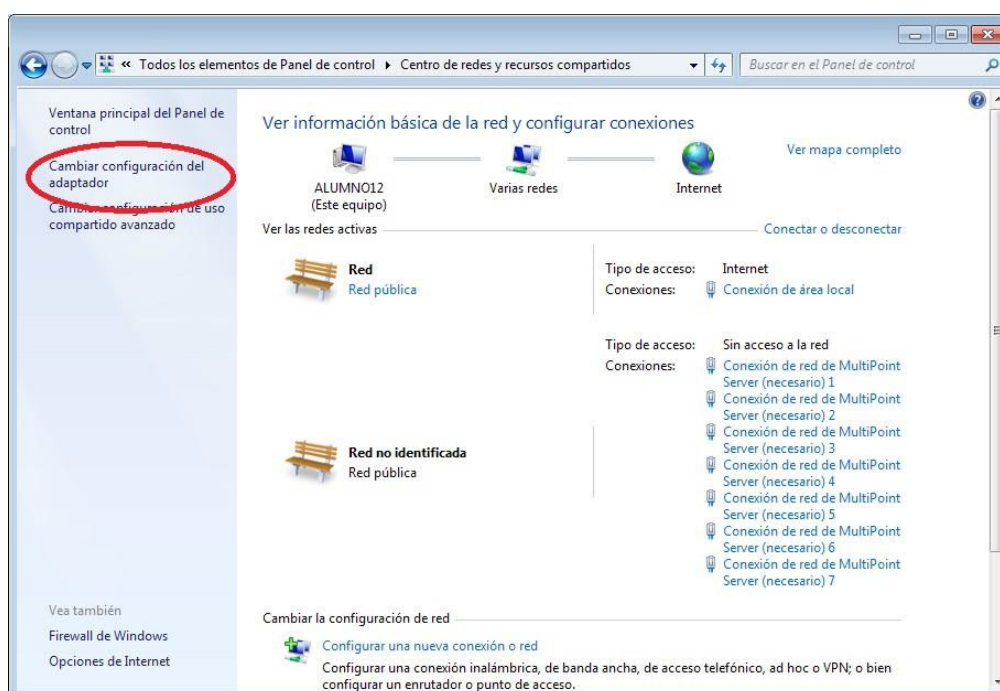 « Todos los elementos de Panel de control ▸ Centro de redes y recursos compartidos
Buscar en el Panel de control
Ventana principal del Panel de
control
Cambiar configuración del
adaptador
Cambiar configuración de uso
compartido avanzado
Ver información básica de la red y configurar conexiones
Ver mapa completo
ALUMNO12
(Este equipo)
Varias redes
Internet
Ver las redes activas
Conectar o desconectar
Red
Red pública
Tipo de acceso: Internet
Conexiones: Conexión de área local
Tipo de acceso: Sin acceso a la red
Conexiones: Conexión de red de MultiPoint
Server (necesario) 1
Conexión de red de MultiPoint
Server (necesario) 2
Conexión de red de MultiPoint
Server (necesario) 3
Conexión de red de MultiPoint
Server (necesario) 4
Conexión de red de MultiPoint
Server (necesario) 5
Conexión de red de MultiPoint
Server (necesario) 6
Conexión de red de MultiPoint
Server (necesario) 7
Red no identificada
Red pública
Vea también
Firewall de Windows
Opciones de Internet
Cambiar la configuración de red
Configurar una nueva conexión o red
Configurar una conexión inalámbrica, de banda ancha, de acceso telefónico, ad hoc o VPN; o bien
configurar un enrutador o punto de acceso.